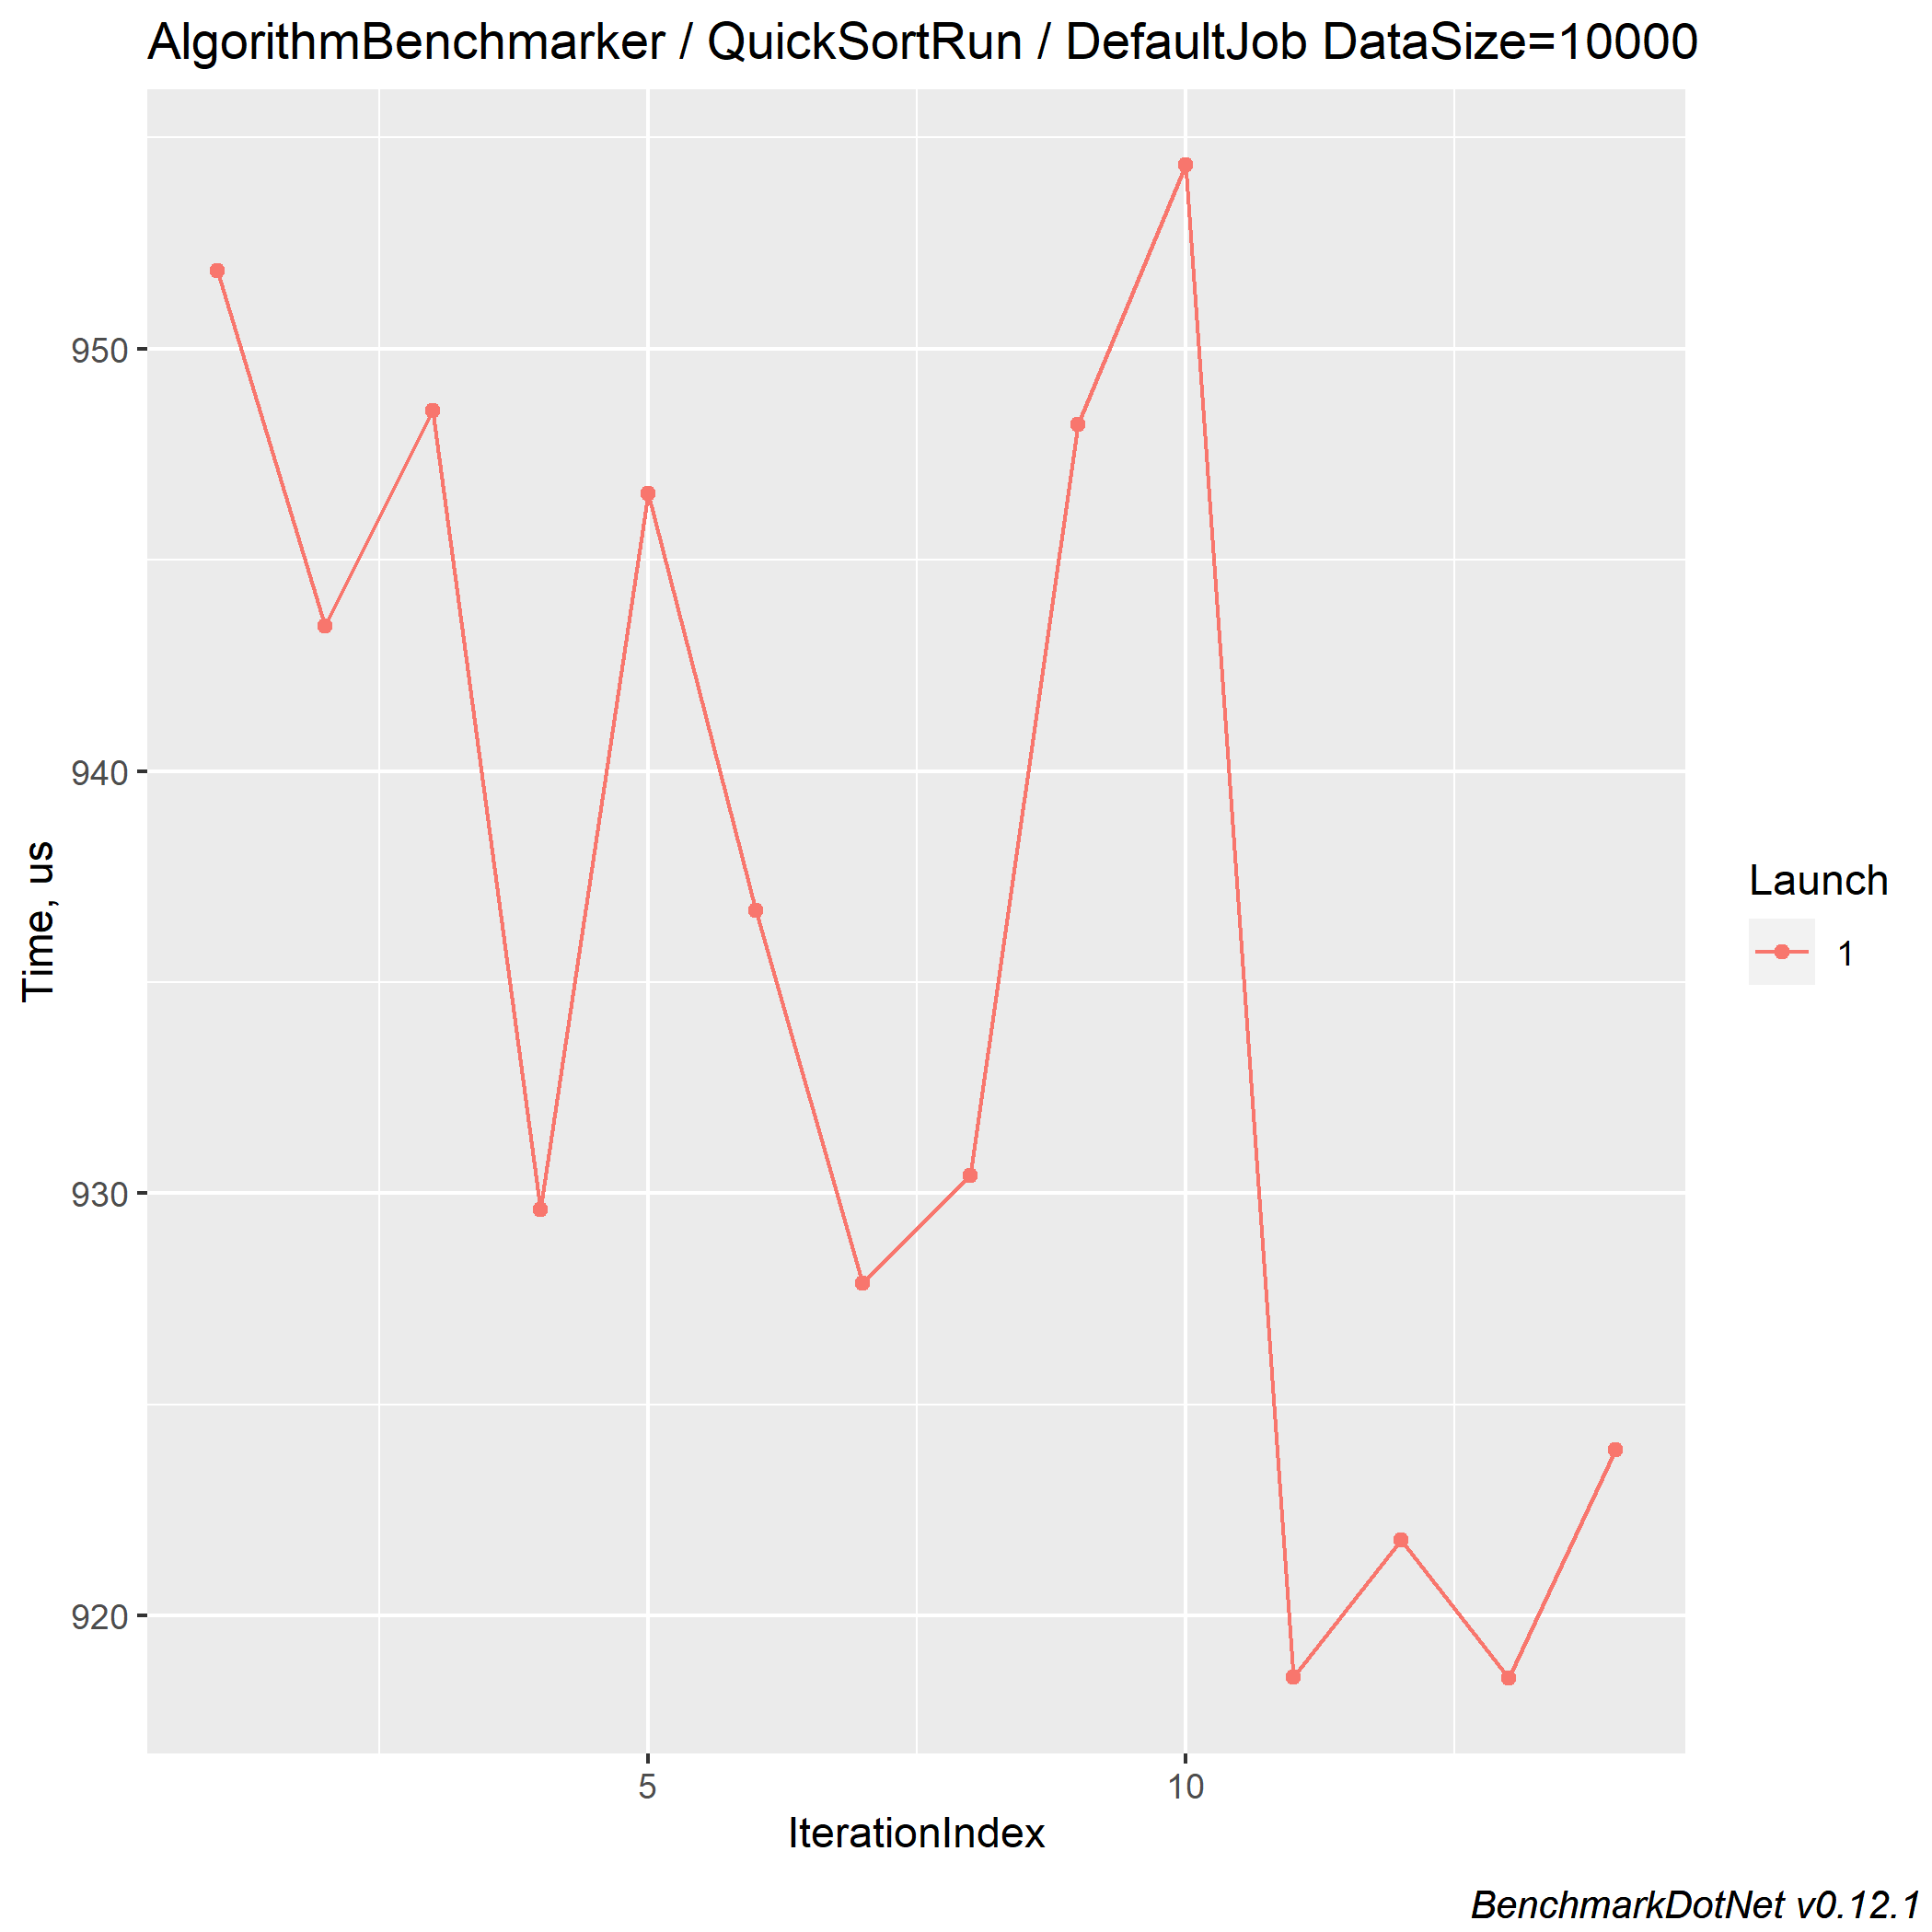 AlgorithmBenchmarker / QuickSortRun / DefaultJob DataSize=10000
950
940
930
920
Time, us
5
10
IterationIndex
Launch
1
BenchmarkDotNet v0.12.1